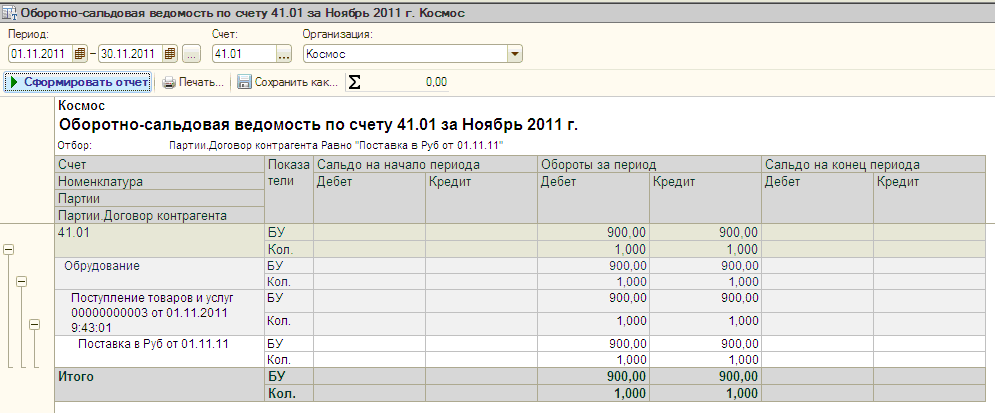 Оборотно-сальдовая ведомость по счету 41.01 за Ноябрь 2011 г. Космос
Период: Счет: Организация:
01.11.2011 – 30.11.2011 ... 41.01 ... Космос
Сформировать отчет Печать... Сохранить как... Σ 0,00
Космос
Оборотно-сальдовая ведомость по счету 41.01 за Ноябрь 2011 г.
Отбор: Партии.Договор контрагента Равно "Поставка в Руб от 01.11.11"
Счет Показа Сальдо на начало периода Обороты за период Сальдо на конец периода
Номенклатура тели Дебет Кредит Дебет Кредит Дебет Кредит
Партии
Партии.Договор контрагента
41.01 БУ 900,00 900,00
Кол. 1,000 1,000
Обрудование БУ 900,00 900,00
Кол. 1,000 1,000
Поступление товаров и услуг БУ 900,00 900,00
00000000003 от 01.11.2011
9:43:01 Кол. 1,000 1,000
Поставка в Руб от 01.11.11 БУ 900,00 900,00
Кол. 1,000 1,000
Итого БУ 900,00 900,00
Кол. 1,000 1,000